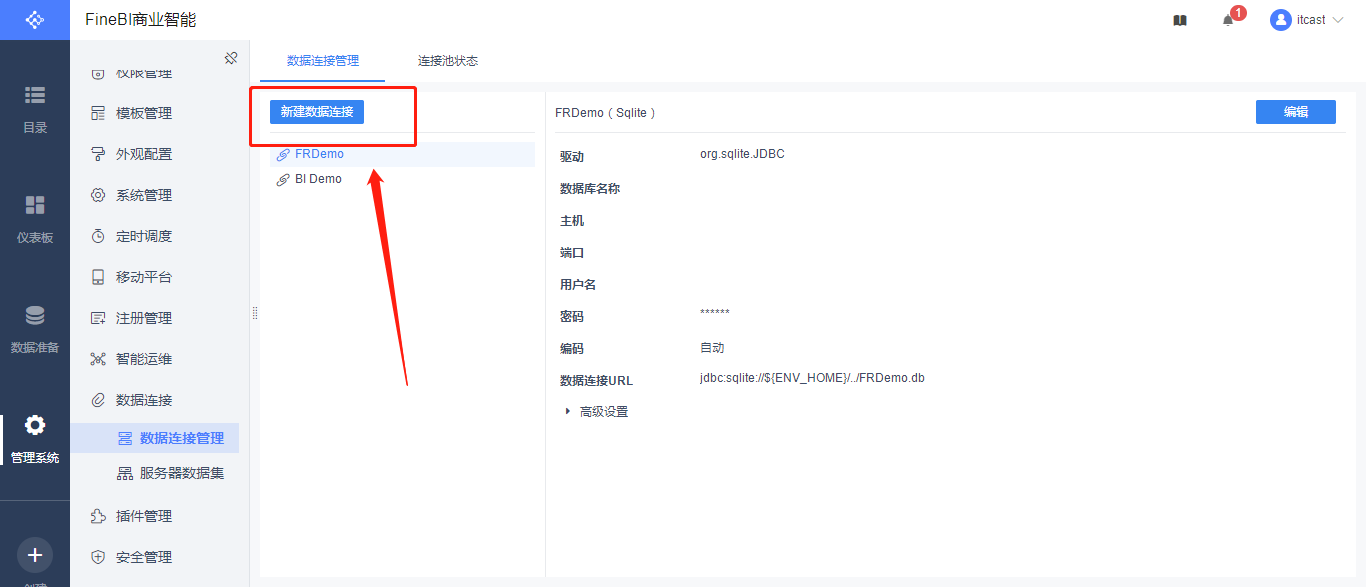 FineBI商业智能
1
itcast
目录
仪表板
数据准备
管理系统
权限管理
模板管理
外观配置
系统管理
定时调度
移动平台
注册管理
智能运维
数据连接
数据连接管理
服务器数据集
插件管理
安全管理
数据连接管理
连接池状态
新建数据连接
FRDemo
BI Demo
FRDemo（Sqlite）
编辑
驱动
org.sqlite.JDBC
数据库名称
主机
端口
用户名
密码
******
编码
自动
数据连接URL
jdbc:sqlite://${ENV_HOME}/../FRDemo.db
高级设置